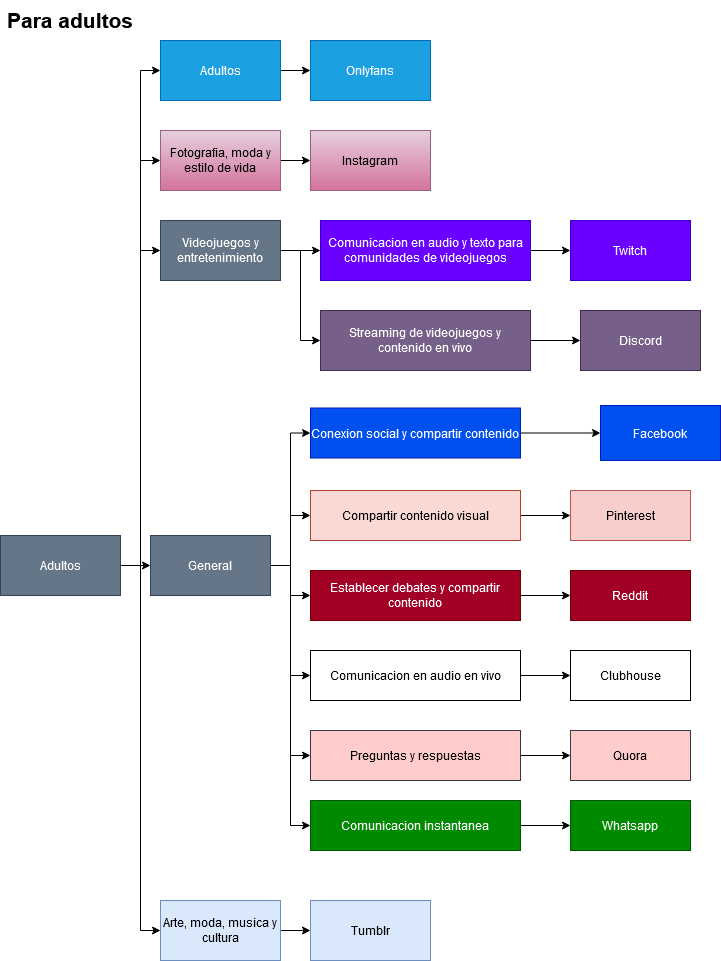 Para adultos
Adultos
Onlyfans
Fotografia, moda y
estilo de vida
Instagram
Videojuegos y
entretenimiento
Comunicacion en audio y texto para
comunidades de videojuegos
Twitch
Streaming de videojuegos y
contenido en vivo
Discord
Conexion social y compartir contenido
Facebook
Compartir contenido visual
Pinterest
Adultos
General
Establecer debates y compartir
contenido
Reddit
Comunicacion en audio en vivo
Clubhouse
Preguntas y respuestas
Quora
Comunicacion instantanea
Whatsapp
Arte, moda, musica y
cultura
Tumblr